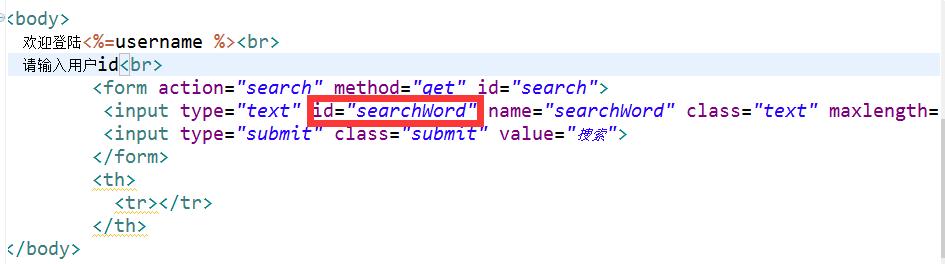 <body>
欢迎登陆<%=username %><br>
请输入用户id<br>
<form action="search" method="get" id="search">
<input type="text" id="searchWord" name="searchWord" class="text" maxlength=
<input type="submit" class="submit" value="搜索">
</form>
<th>
<tr></tr>
</th>
</body>